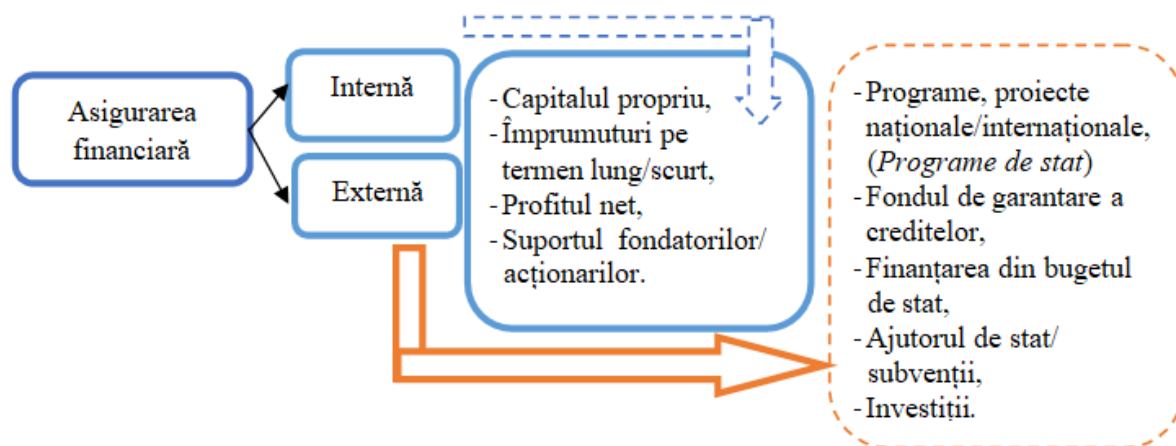 Asigurarea
financiară
Internă
Externă
- Capitalul propriu,
- Împrumuturi pe
termen lung/scurt,
- Profitul net,
- Suportul fondatorilor/
acționarilor.
- Programe, proiecte
naționale/internaționale,
(Programe de stat)
- Fondul de garantare a
creditelor,
- Finanțarea din bugetul
de stat,
- Ajutorul de stat/
subvenții,
- Investiții.